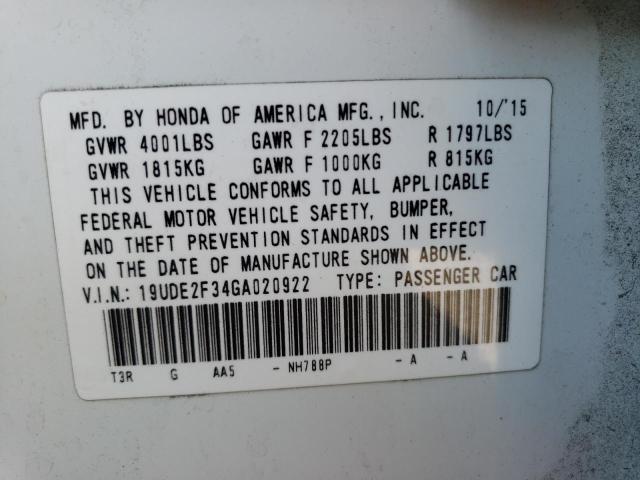 MFD. BY HONDA OF AMERICA MFG., INC. 10/'15
GVWR 4001LBS GAWR F 2205LBS R 1797LBS
GVWR 1815KG GAWR F 1000KG R 815KG
THIS VEHICLE CONFORMS TO ALL APPLICABLE
FEDERAL MOTOR VEHICLE SAFETY, BUMPER,
AND THEFT PREVENTION STANDARDS IN EFFECT
ON THE DATE OF MANUFACTURE SHOWN ABOVE.
V.I.N.: 19UDE2F34GA020922 TYPE: PASSENGER CAR
T3R G AA5 - NH788P - A - A